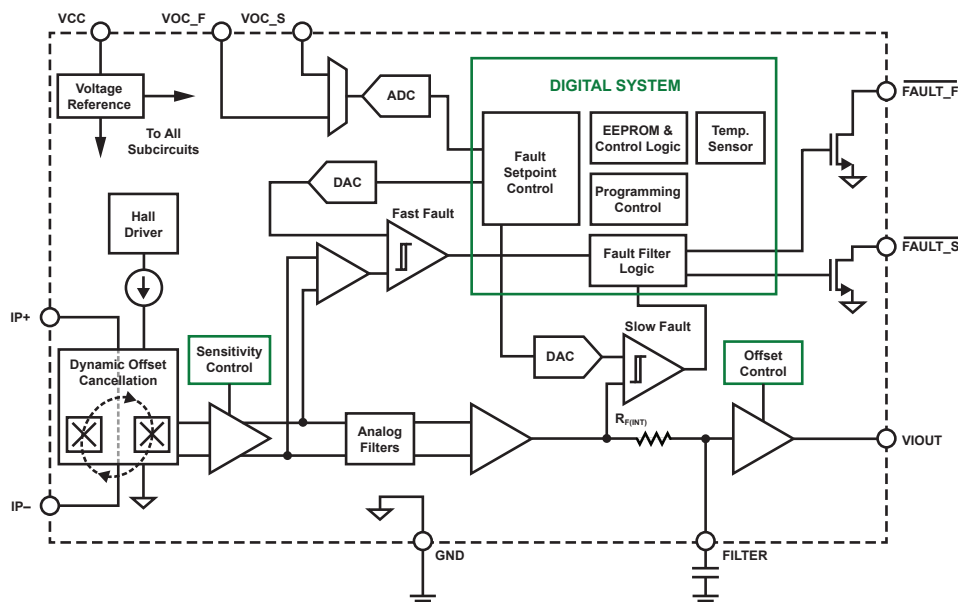 VCC
VOC_F
VOC_S
Voltage
Reference
To All
Subcircuits
ADC
DIGITAL SYSTEM
Fault
Setpoint
Control
EEPROM &
Control Logic
Temp.
Sensor
Programming
Control
Fault Filter
Logic
FAULT_F
FAULT_S
DAC
Fast Fault
Hall
Driver
IP+
Dynamic Offset
Cancellation
IP–
Sensitivity
Control
Analog
Filters
DAC
Slow Fault
RF(INT)
Offset
Control
VIOUT
GND
FILTER